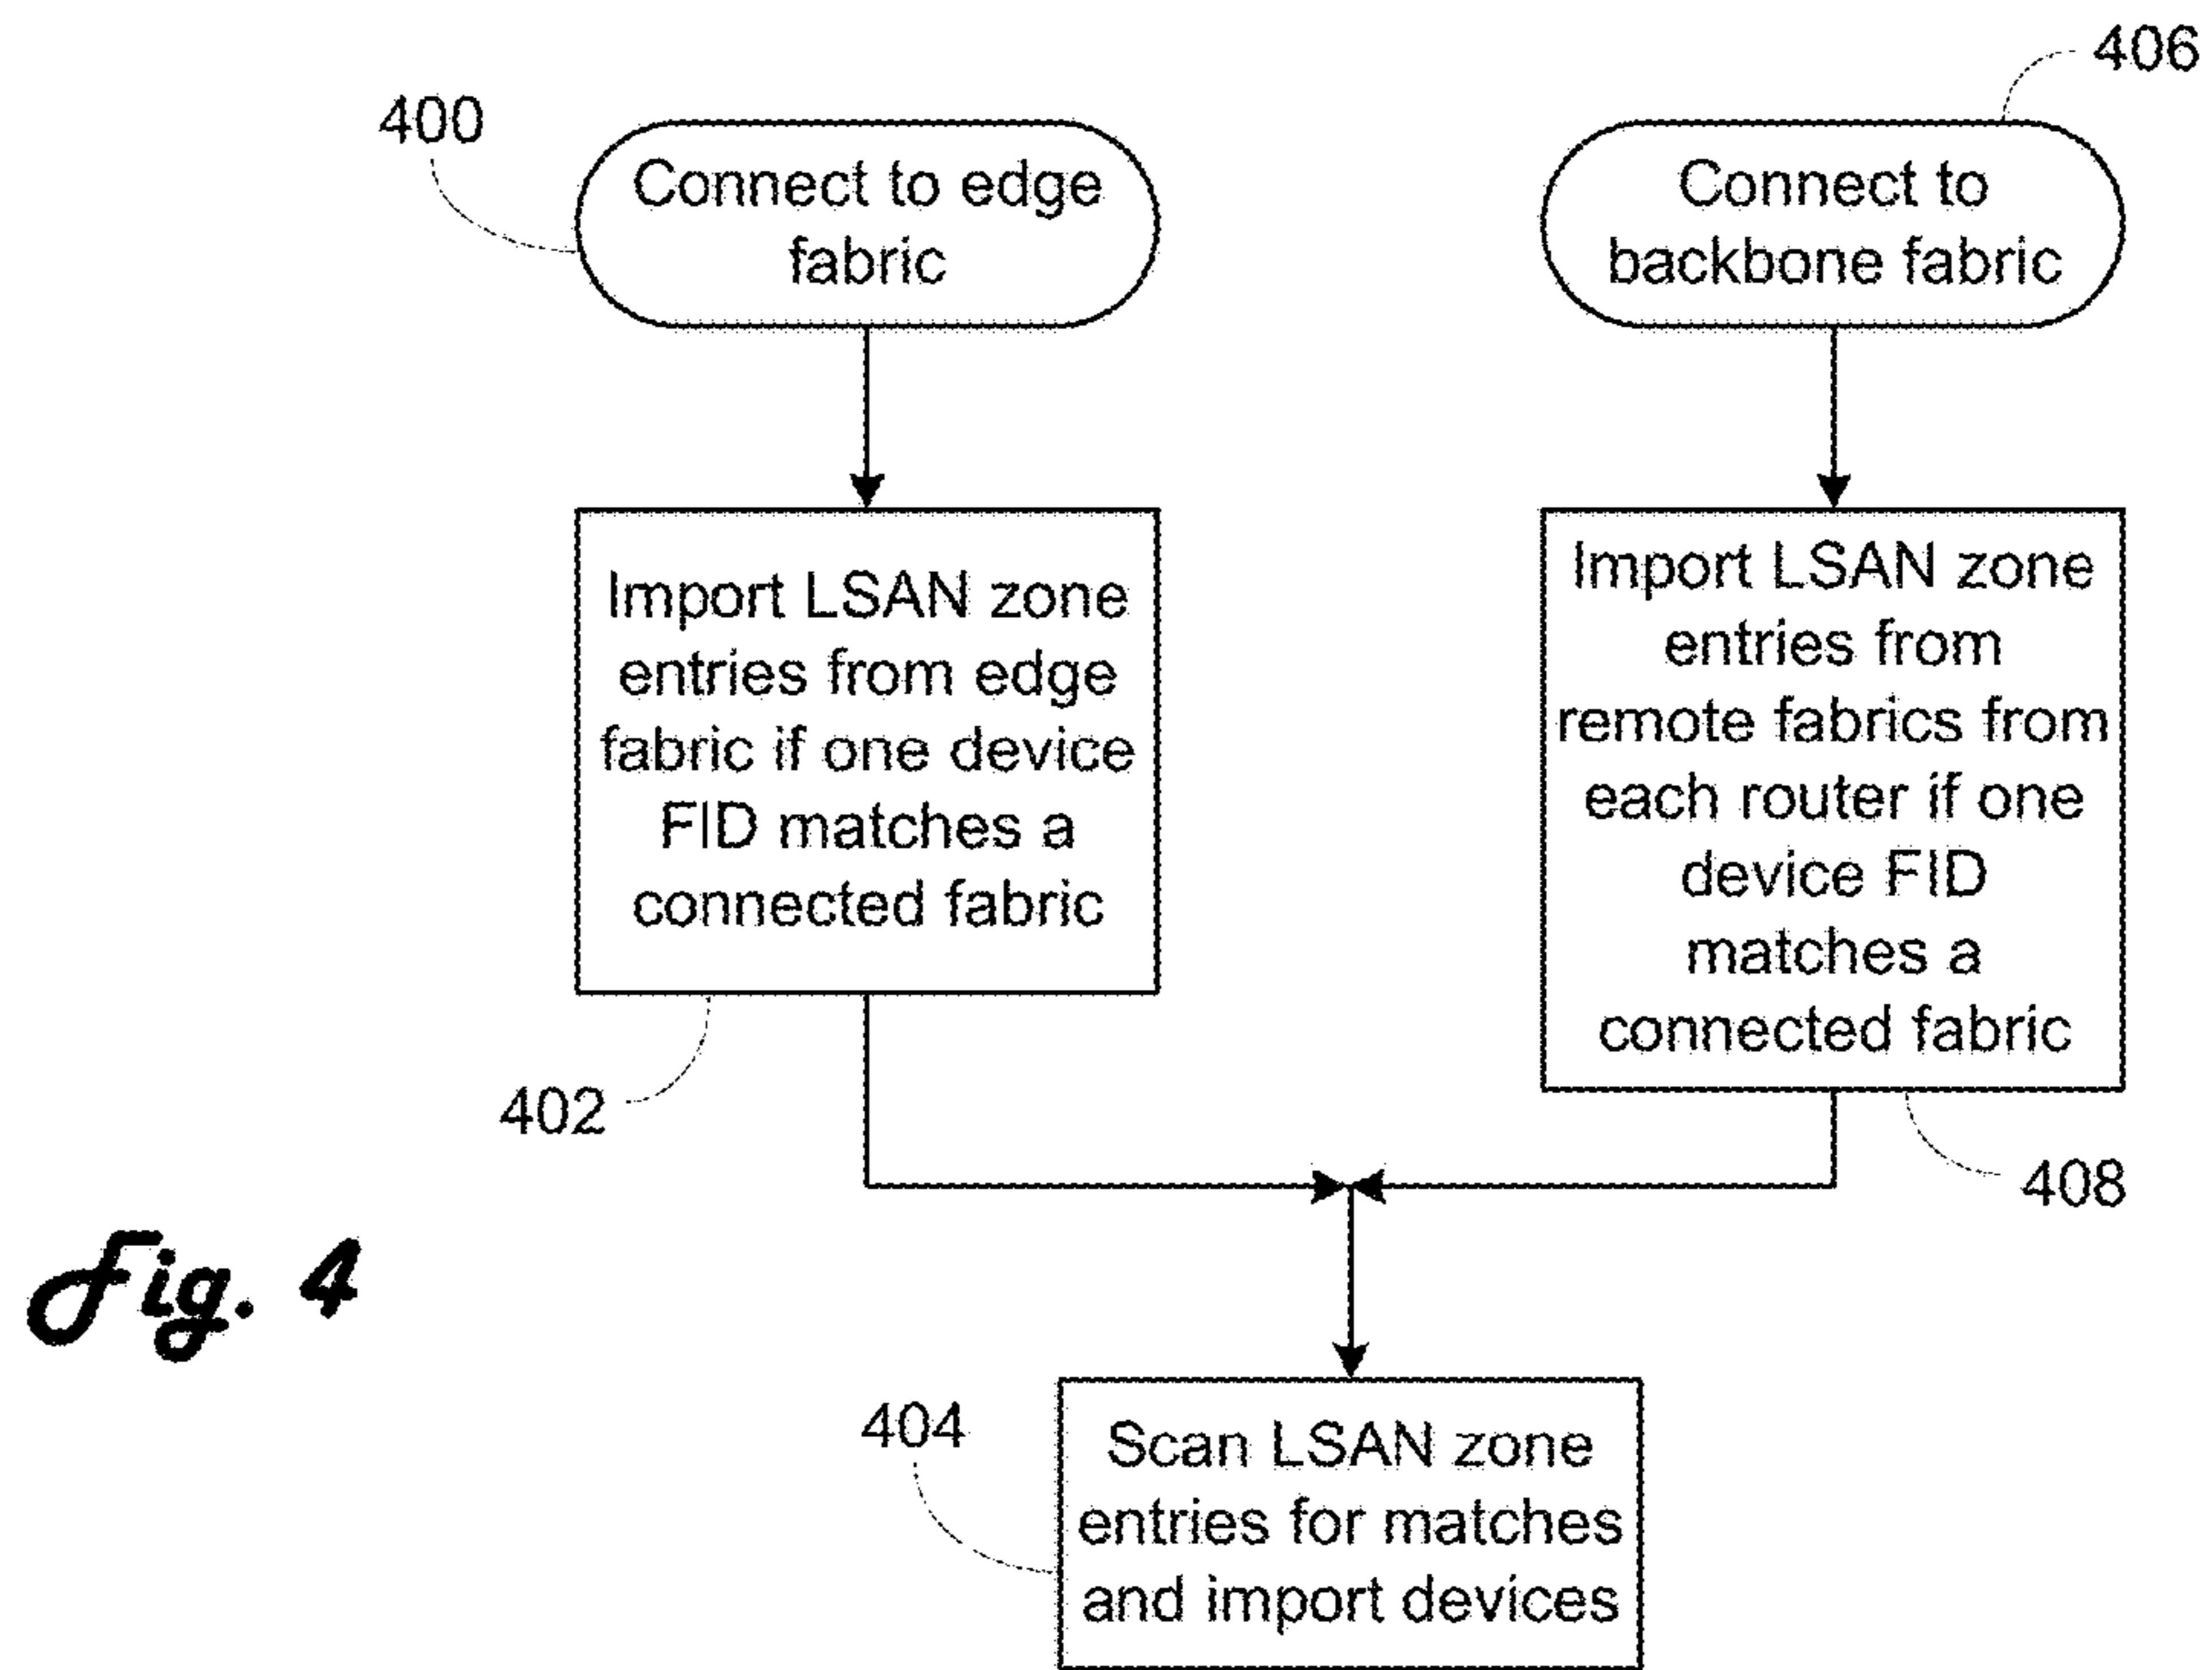 406
400
Connect to edge
fabric
Connect to
backbone fabric
Import LSAN zone
entries from edge
fabric if one device
FID matches a
connected fabric
Import LSAN zone
entries from
remote fabrics from
each router if one
device FID
matches a
connected fabric
402
408
Fig. 4
404
Scan LSAN zone
entries for matches
and import devices